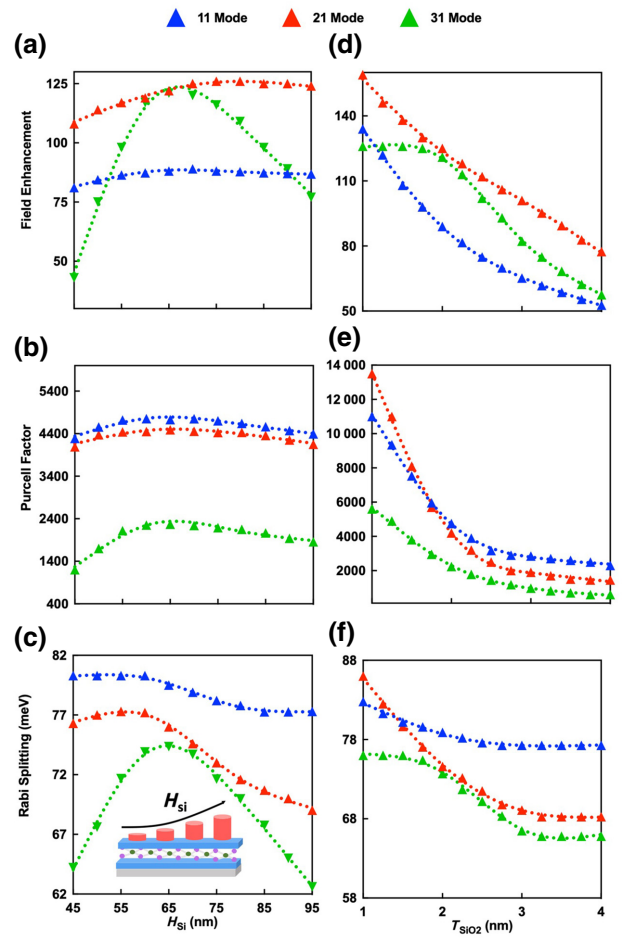 11 Mode 21 Mode 31 Mode
(a)
Field Enhancement
125
100
75
50
(d)
140
110
80
50
(b)
Purcell Factor
5400
4400
3400
2400
1400
400
(e)
14 000
12 000
10 000
8000
6000
4000
2000
(c)
Rabi Splitting (meV)
82
77
72
67
62
H_si
45 55 65 75 85 95
H_Si (nm)
(f)
88
78
68
58
1 2 3 4
T_SiO2 (nm)